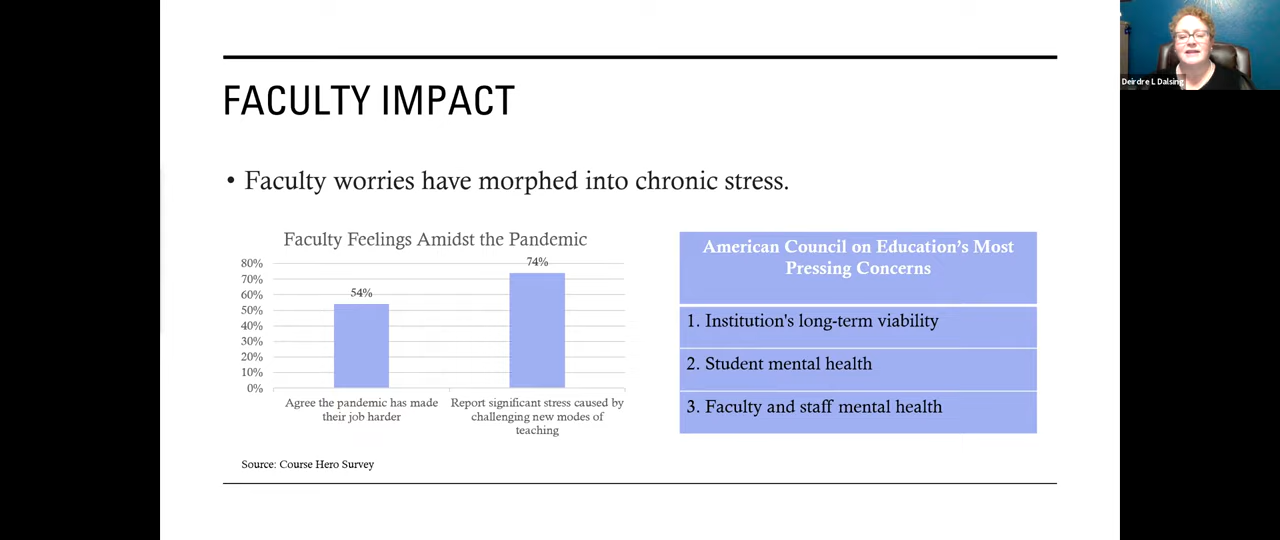 Deirdre L Dalsing
FACULTY IMPACT
• Faculty worries have morphed into chronic stress.
Faculty Feelings Amidst the Pandemic
80%
70%
60%
50%
40%
30%
20%
10%
0%
54%
74%
Agree the pandemic has made
their job harder
Report significant stress caused by
challenging new modes of
teaching
Source: Course Hero Survey
American Council on Education’s Most
Pressing Concerns
1. Institution's long-term viability
2. Student mental health
3. Faculty and staff mental health